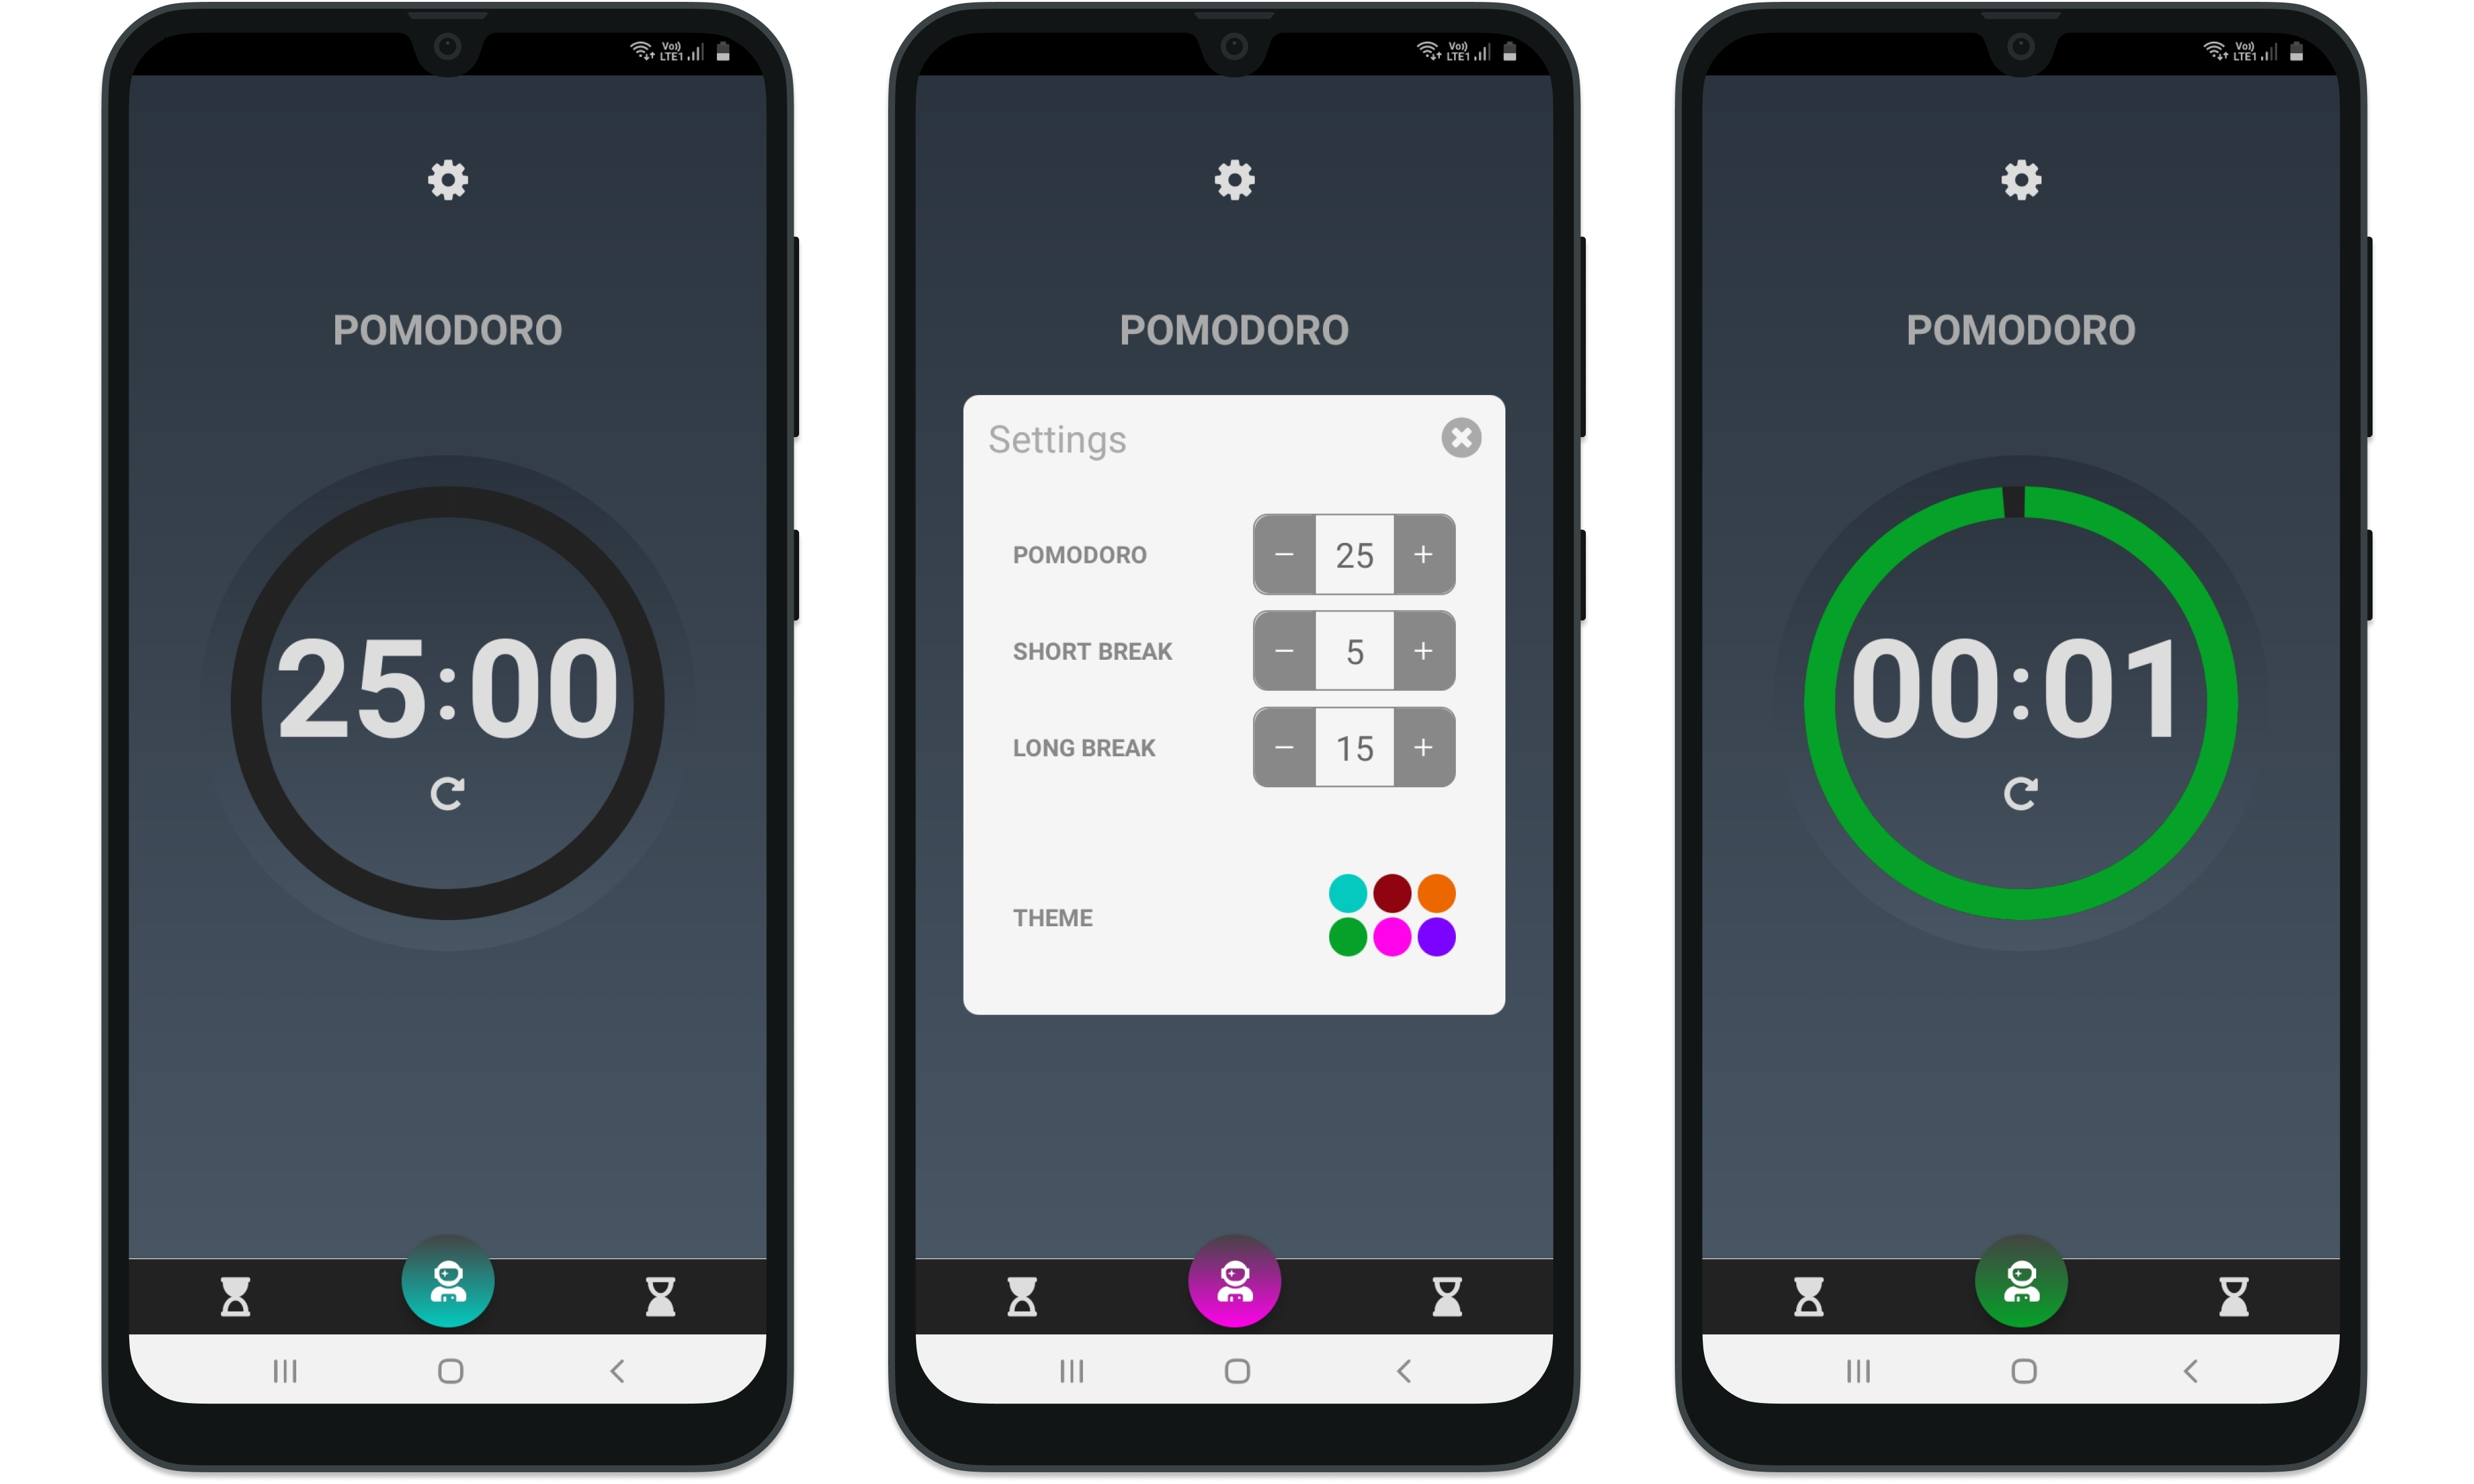 Vo)) LTE1
POMODORO
25:00
Vo)) LTE1
POMODORO
Settings
POMODORO − 25 +
SHORT BREAK − 5 +
LONG BREAK − 15 +
THEME
Vo)) LTE1
POMODORO
00:01